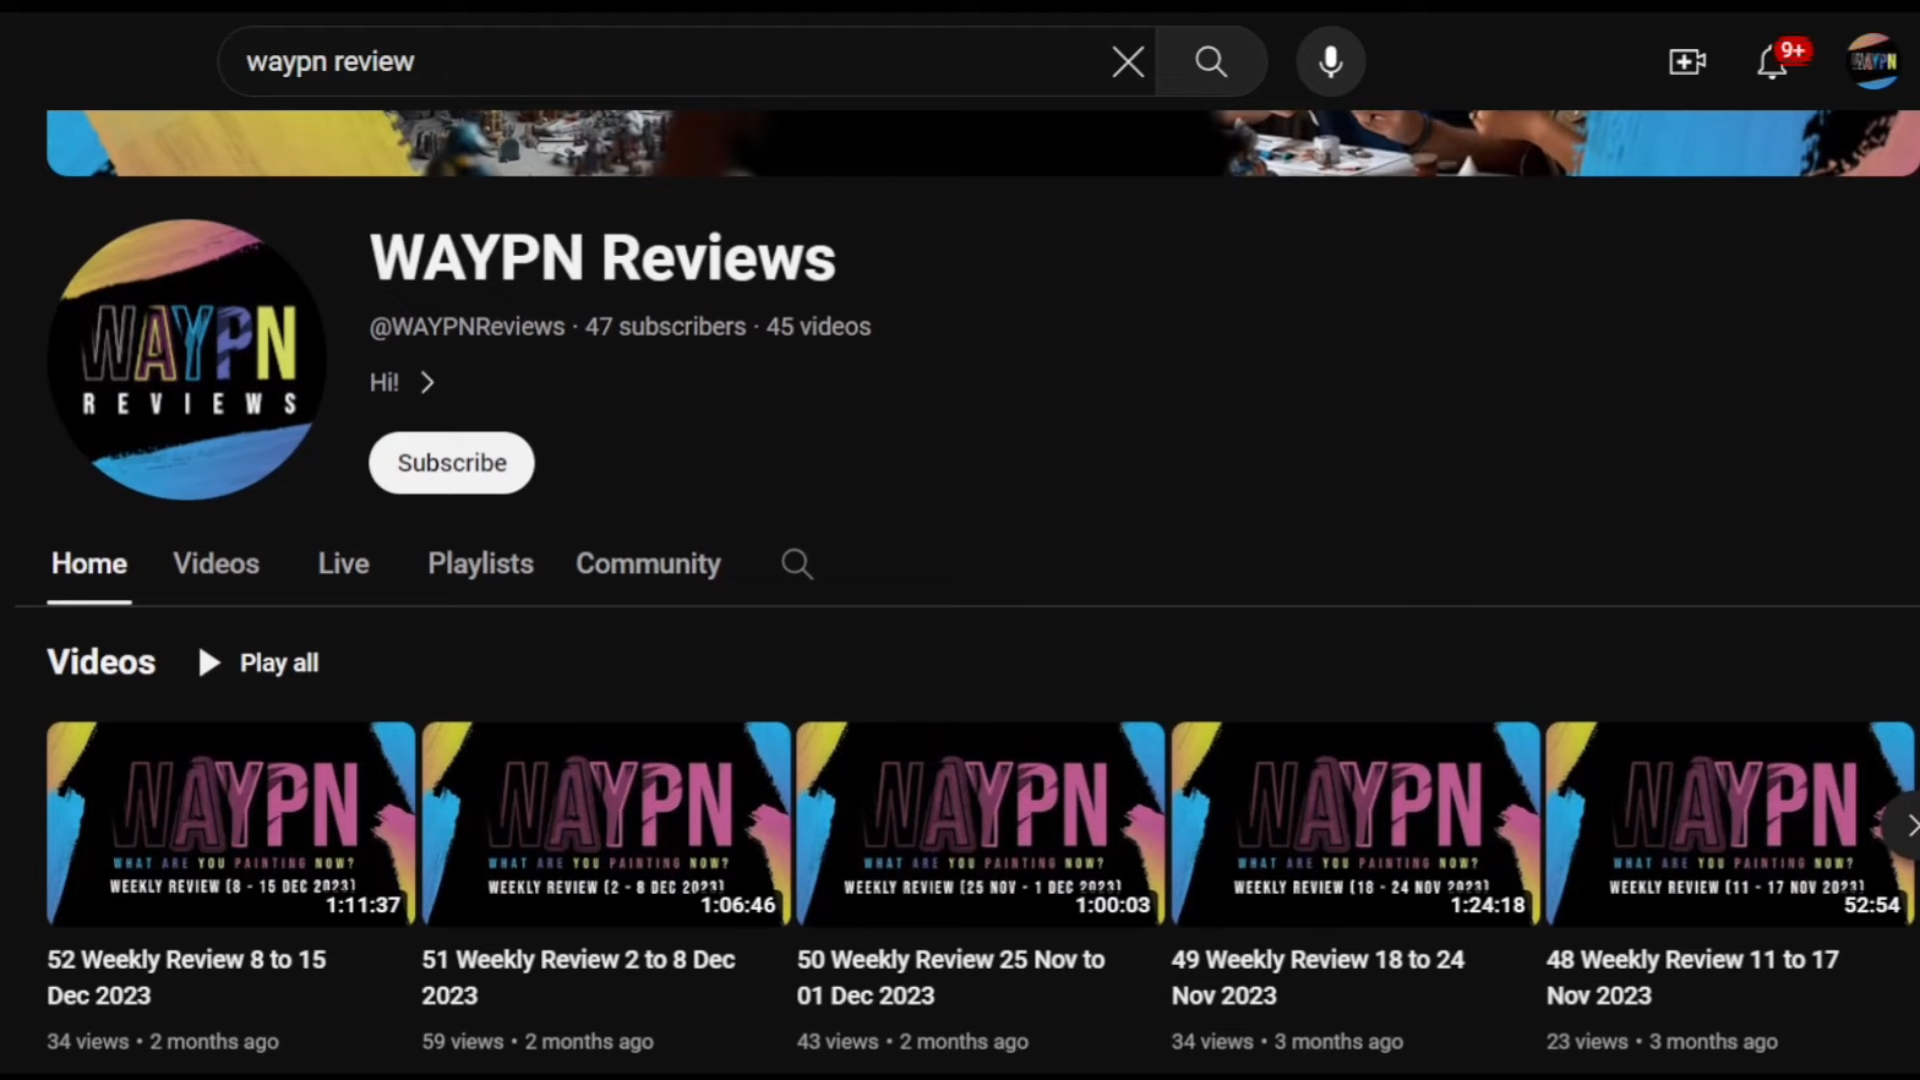 waypn review
9+
WAYPN
WAYPN Reviews
@WAYPNReviews · 47 subscribers · 45 videos
Hi!
Subscribe
WAYPN
REVIEWS
Home Videos Live Playlists Community
Videos Play all
WAYPN
WHAT ARE YOU PAINTING NOW?
WEEKLY REVIEW (8 - 15 DEC 2023)
1:11:37
52 Weekly Review 8 to 15
Dec 2023
34 views • 2 months ago
WAYPN
WHAT ARE YOU PAINTING NOW?
WEEKLY REVIEW (2 - 8 DEC 2023)
1:06:46
51 Weekly Review 2 to 8 Dec
2023
59 views • 2 months ago
WAYPN
WHAT ARE YOU PAINTING NOW?
WEEKLY REVIEW (25 NOV - 1 DEC 2023)
1:00:03
50 Weekly Review 25 Nov to
01 Dec 2023
43 views • 2 months ago
WAYPN
WHAT ARE YOU PAINTING NOW?
WEEKLY REVIEW (18 - 24 NOV 2023)
1:24:18
49 Weekly Review 18 to 24
Nov 2023
34 views • 3 months ago
WAYPN
WHAT ARE YOU PAINTING NOW?
WEEKLY REVIEW (11 - 17 NOV 2023)
52:54
48 Weekly Review 11 to 17
Nov 2023
23 views • 3 months ago